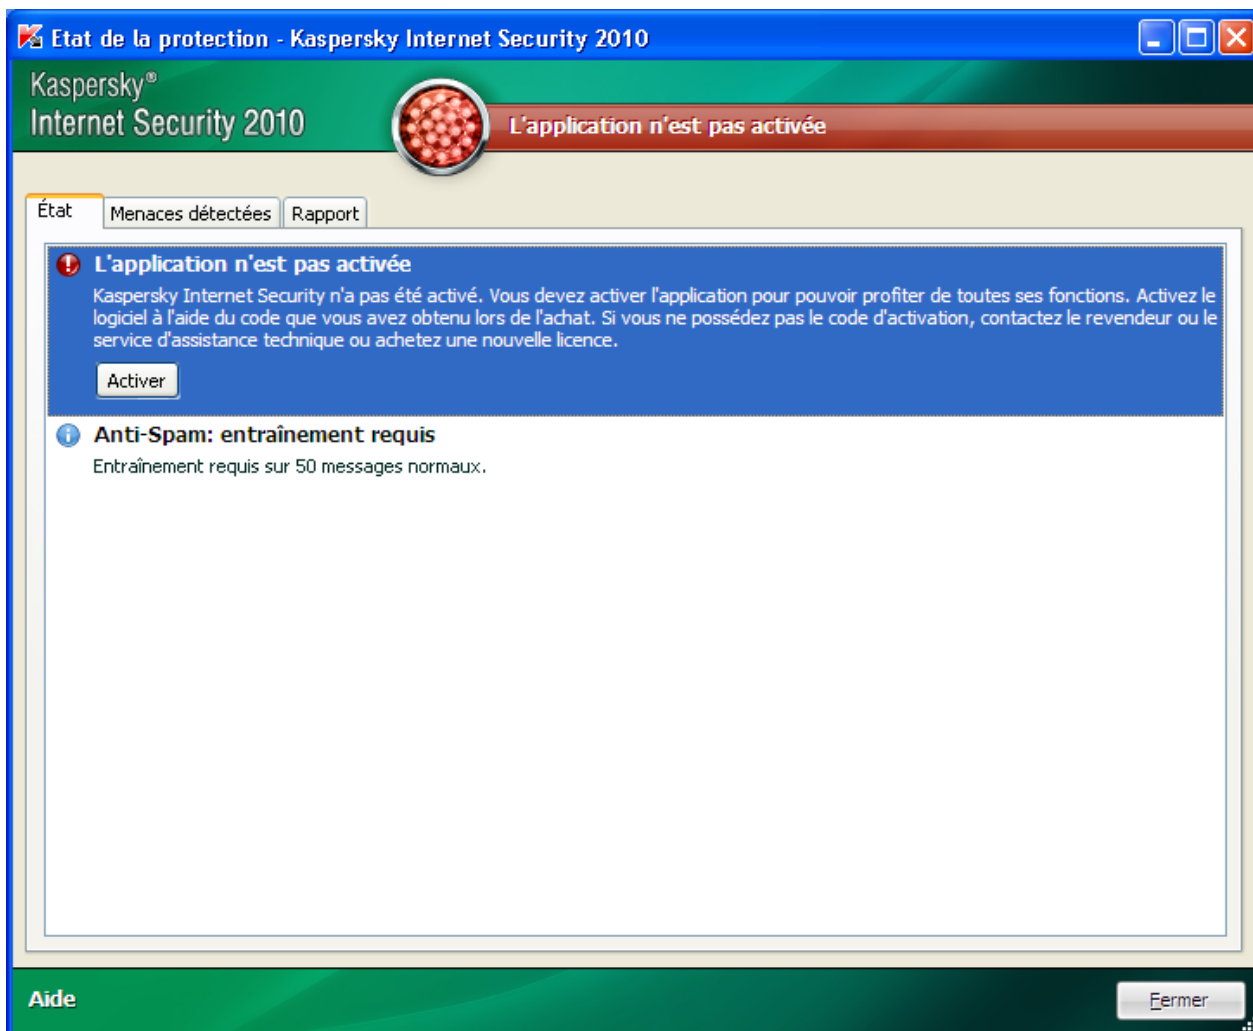 Etat de la protection - Kaspersky Internet Security 2010
Kaspersky®
Internet Security 2010
L'application n'est pas activée
État
Menaces détectées
Rapport
L'application n'est pas activée
Kaspersky Internet Security n'a pas été activé. Vous devez activer l'application pour pouvoir profiter de toutes ses fonctions. Activez le
logiciel à l'aide du code que vous avez obtenu lors de l'achat. Si vous ne possédez pas le code d'activation, contactez le revendeur ou le
service d'assistance technique ou achetez une nouvelle licence.
Activer
Anti-Spam: entraînement requis
Entraînement requis sur 50 messages normaux.
Aide
Fermer